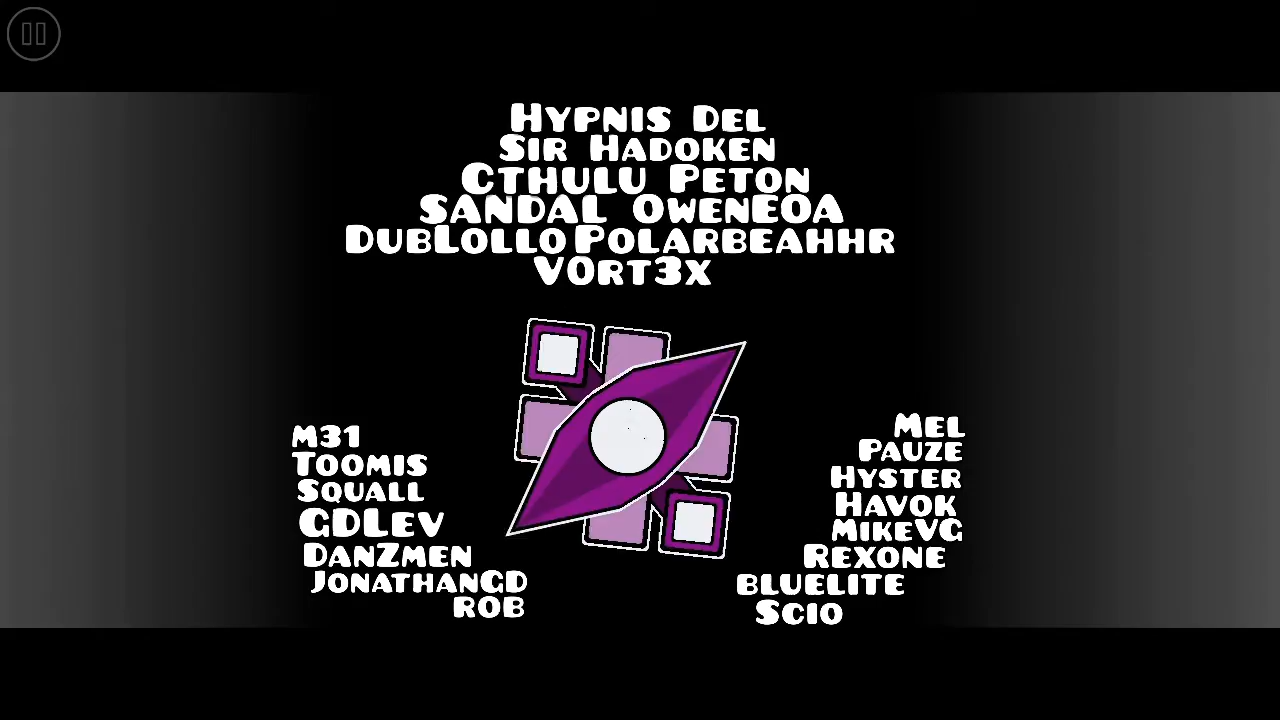 Hypnis Del
Sir Hadoken
Cthulu Peton
SANDAL OwenEOA
DubLollo Polarbeahhr
V0rt3x
M31
Toomis
Squall
GDLev
DanZmen
JonathanGD
ROB
Mel
Pauze
Hyster
Havok
MikeVG
Rexone
bluelite
Scio